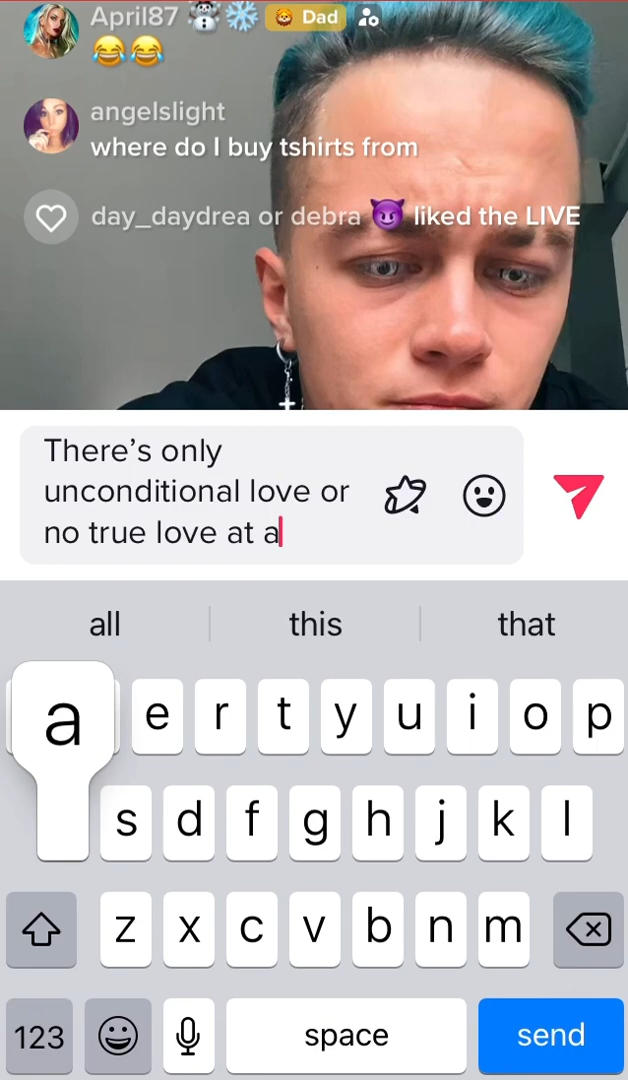 April87 ⛄❄️ 🦁 Dad
😂😂
angelslight
where do I buy tshirts from
day_daydrea or debra 😈 liked the LIVE
There's only
unconditional love or
no true love at a
all this that
a e r t y u i o p
s d f g h j k l
z x c v b n m
123 space send